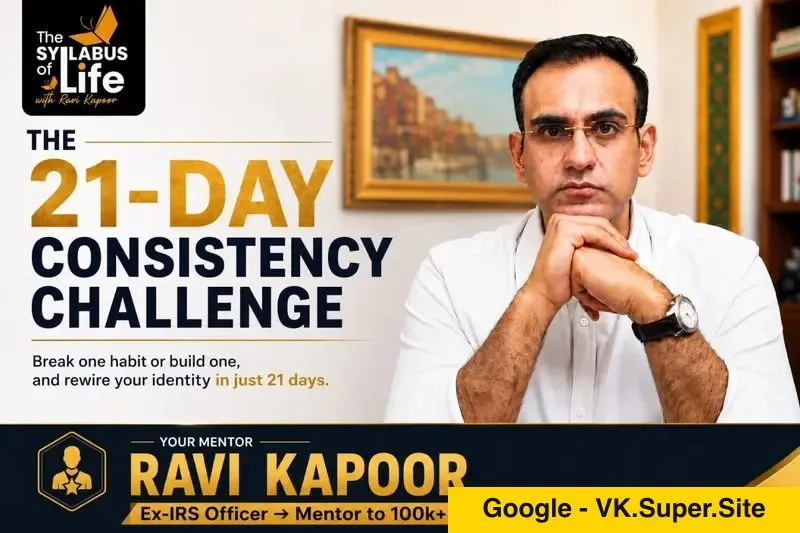 The
SYLLABUS
of Life
with Ravi Kapoor
THE
21-DAY
CONSISTENCY
CHALLENGE
Break one habit or build one,
and rewire your identity in just 21 days.
YOUR MENTOR
RAVI KAPOOR
Ex-IRS Officer → Mentor to 100k+
Google - VK.Super.Site